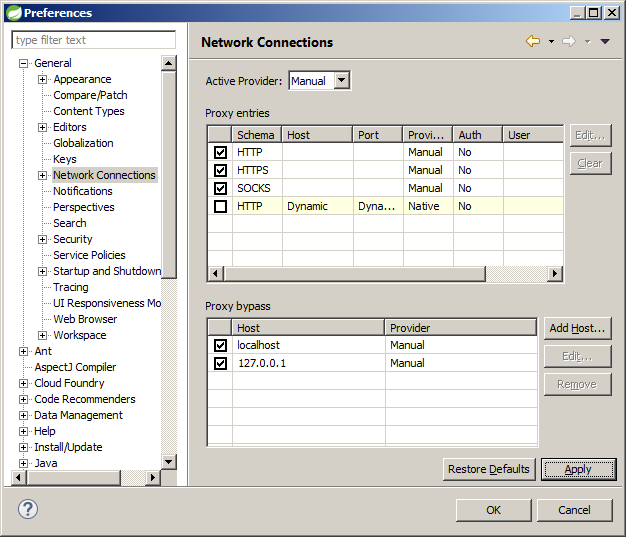 Preferences
type filter text
General
Appearance
Compare/Patch
Content Types
Editors
Globalization
Keys
Network Connections
Notifications
Perspectives
Search
Security
Service Policies
Startup and Shutdown
Tracing
UI Responsiveness Mo
Web Browser
Workspace
Ant
AspectJ Compiler
Cloud Foundry
Code Recommenders
Data Management
Help
Install/Update
Java
Network Connections
Active Provider: Manual
Proxy entries
Schema Host Port Provi... Auth User
HTTP Manual No
HTTPS Manual No
SOCKS Manual No
HTTP Dynamic Dyna... Native No
Edit...
Clear
Proxy bypass
Host Provider
localhost Manual
127.0.0.1 Manual
Add Host...
Edit...
Remove
Restore Defaults Apply
? OK Cancel